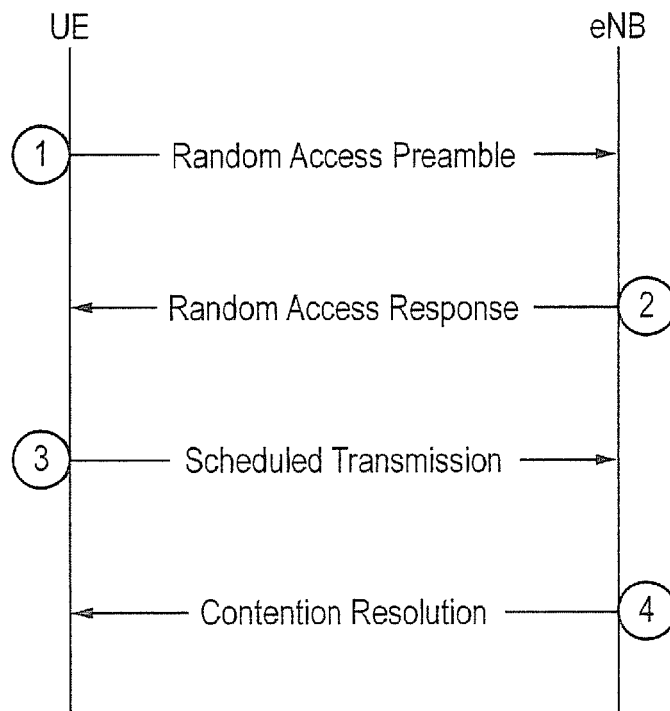 UE eNB
1 Random Access Preamble
Random Access Response 2
3 Scheduled Transmission
Contention Resolution 4